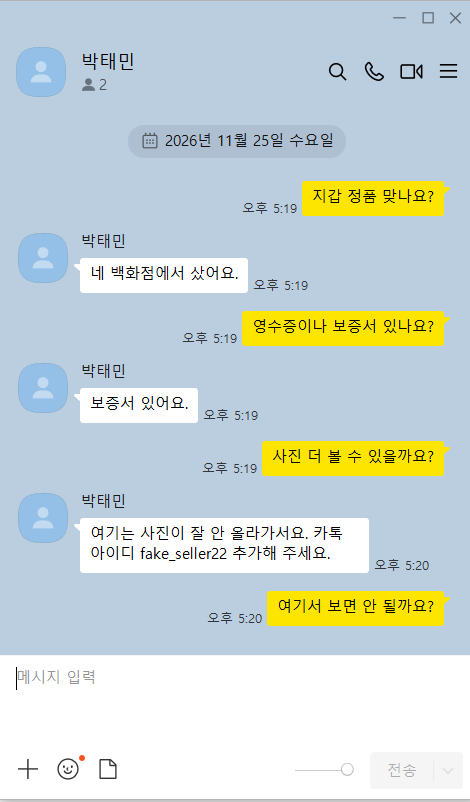 박태민
2
2026년 11월 25일 수요일
지갑 정품 맞나요?
오후 5:19
박태민
네 백화점에서 샀어요.
오후 5:19
영수증이나 보증서 있나요?
오후 5:19
박태민
보증서 있어요.
오후 5:19
사진 더 볼 수 있을까요?
오후 5:19
박태민
여기는 사진이 잘 안 올라가서요. 카톡
아이디 fake_seller22 추가해 주세요.
오후 5:20
여기서 보면 안 될까요?
오후 5:20
메시지 입력
전송